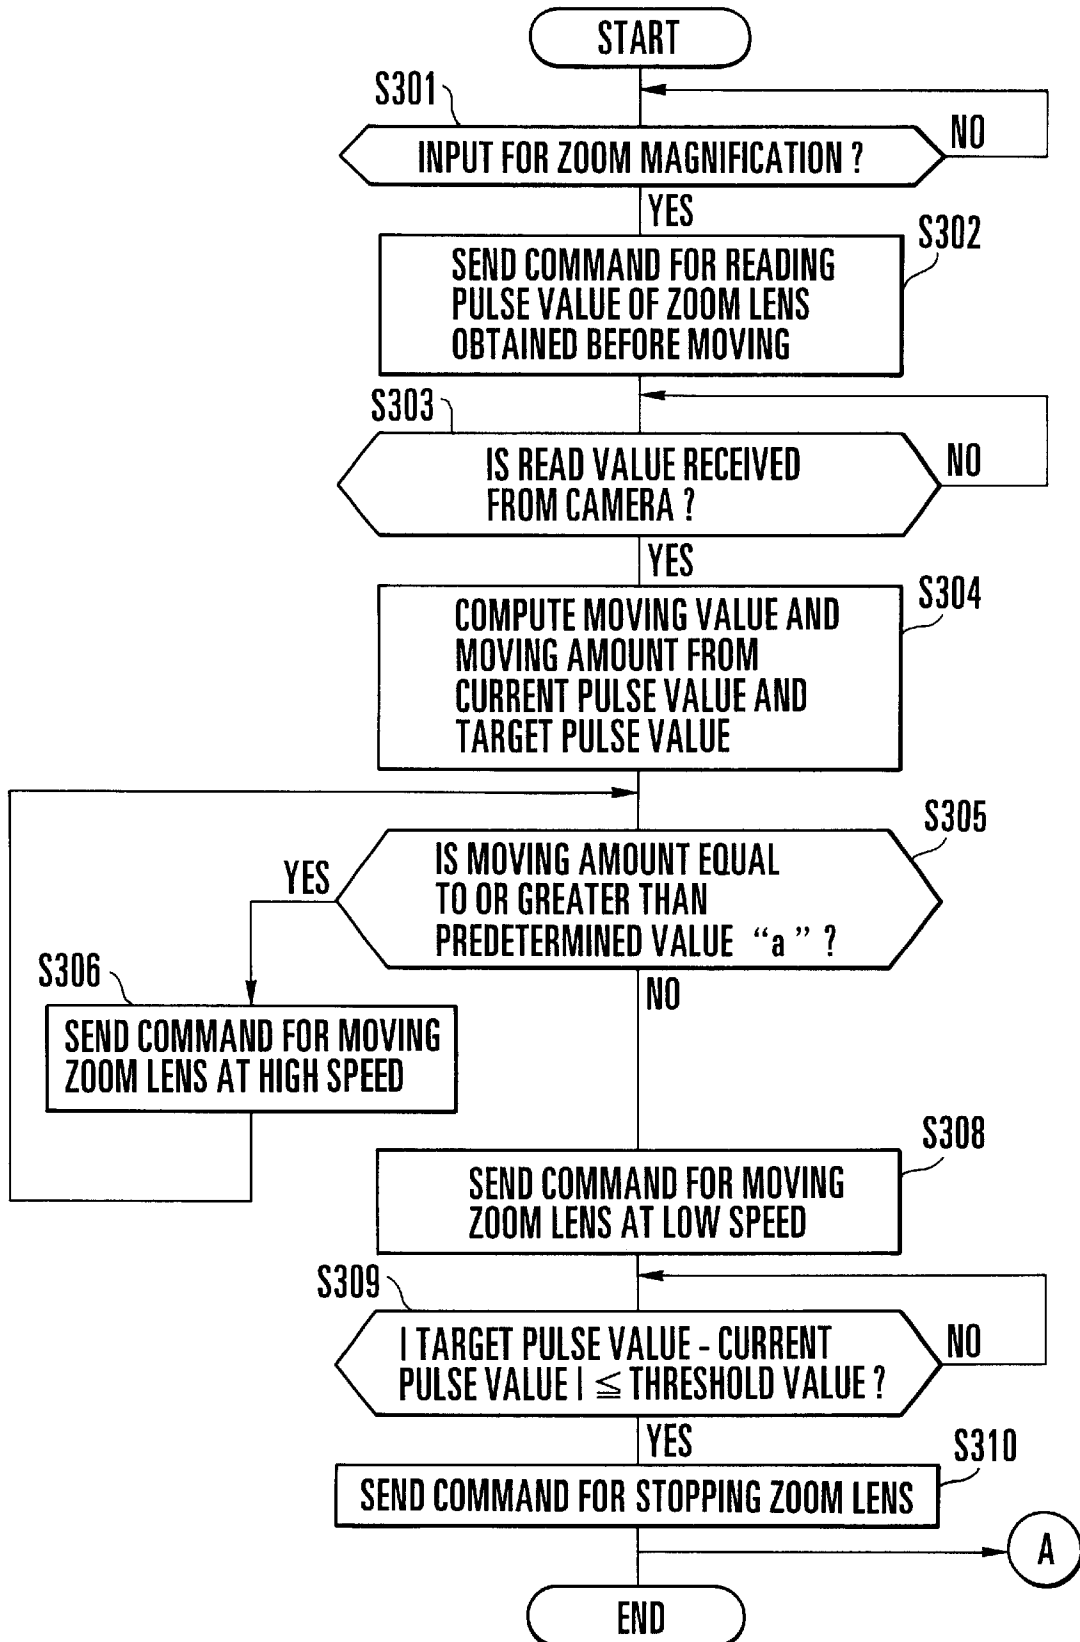 START
S301
INPUT FOR ZOOM MAGNIFICATION ?
NO
YES
S302
SEND COMMAND FOR READING
PULSE VALUE OF ZOOM LENS
OBTAINED BEFORE MOVING
S303
IS READ VALUE RECEIVED
FROM CAMERA ?
NO
YES
S304
COMPUTE MOVING VALUE AND
MOVING AMOUNT FROM
CURRENT PULSE VALUE AND
TARGET PULSE VALUE
S305
IS MOVING AMOUNT EQUAL
TO OR GREATER THAN
PREDETERMINED VALUE “a” ?
YES
NO
S306
SEND COMMAND FOR MOVING
ZOOM LENS AT HIGH SPEED
S308
SEND COMMAND FOR MOVING
ZOOM LENS AT LOW SPEED
S309
| TARGET PULSE VALUE - CURRENT
PULSE VALUE | ≦ THRESHOLD VALUE ?
NO
YES
S310
SEND COMMAND FOR STOPPING ZOOM LENS
A
END